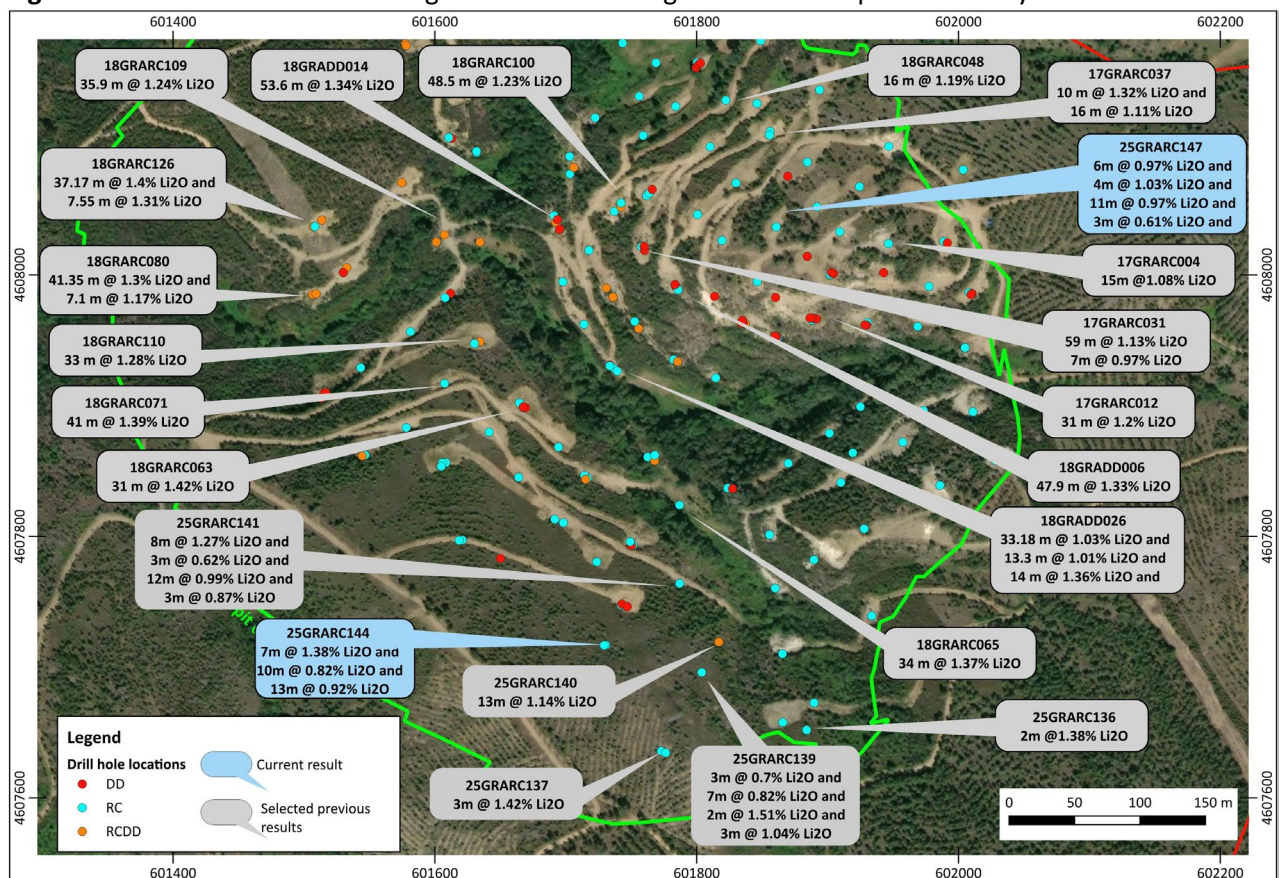 601400
601600
601800
602000
602200
18GRARC109
35.9 m @ 1.24% Li2O
18GRADD014
53.6 m @ 1.34% Li2O
18GRARC100
48.5 m @ 1.23% Li2O
18GRARC048
16 m @ 1.19% Li2O
17GRARC037
10 m @ 1.32% Li2O and
16 m @ 1.11% Li2O
25GRARC147
6m @ 0.97% Li2O and
4m @ 1.03% Li2O and
11m @ 0.97% Li2O and
3m @ 0.61% Li2O and
18GRARC126
37.17 m @ 1.4% Li2O and
7.55 m @ 1.31% Li2O
17GRARC004
15m @1.08% Li2O
4608000
4608000
18GRARC080
41.35 m @ 1.3% Li2O and
7.1 m @ 1.17% Li2O
17GRARC031
59 m @ 1.13% Li2O
7m @ 0.97% Li2O
18GRARC110
33 m @ 1.28% Li2O
17GRARC012
31 m @ 1.2% Li2O
18GRARC071
41 m @ 1.39% Li2O
18GRADD006
47.9 m @ 1.33% Li2O
18GRARC063
31 m @ 1.42% Li2O
18GRADD026
33.18 m @ 1.03% Li2O and
13.3 m @ 1.01% Li2O and
14 m @ 1.36% Li2O and
4607800
4607800
25GRARC141
8m @ 1.27% Li2O and
3m @ 0.62% Li2O and
12m @ 0.99% Li2O and
3m @ 0.87% Li2O
pit
25GRARC144
7m @ 1.38% Li2O and
10m @ 0.82% Li2O and
13m @ 0.92% Li2O
18GRARC065
34 m @ 1.37% Li2O
25GRARC140
13m @ 1.14% Li2O
25GRARC136
2m @1.38% Li2O
25GRARC139
3m @ 0.7% Li2O and
7m @ 0.82% Li2O and
2m @ 1.51% Li2O and
3m @ 1.04% Li2O
25GRARC137
3m @ 1.42% Li2O
4607600
4607600
Legend
Drill hole locations
DD
RC
RCDD
Current result
Selected previous
results
0 50 100 150 m
601400
601600
601800
602000
602200